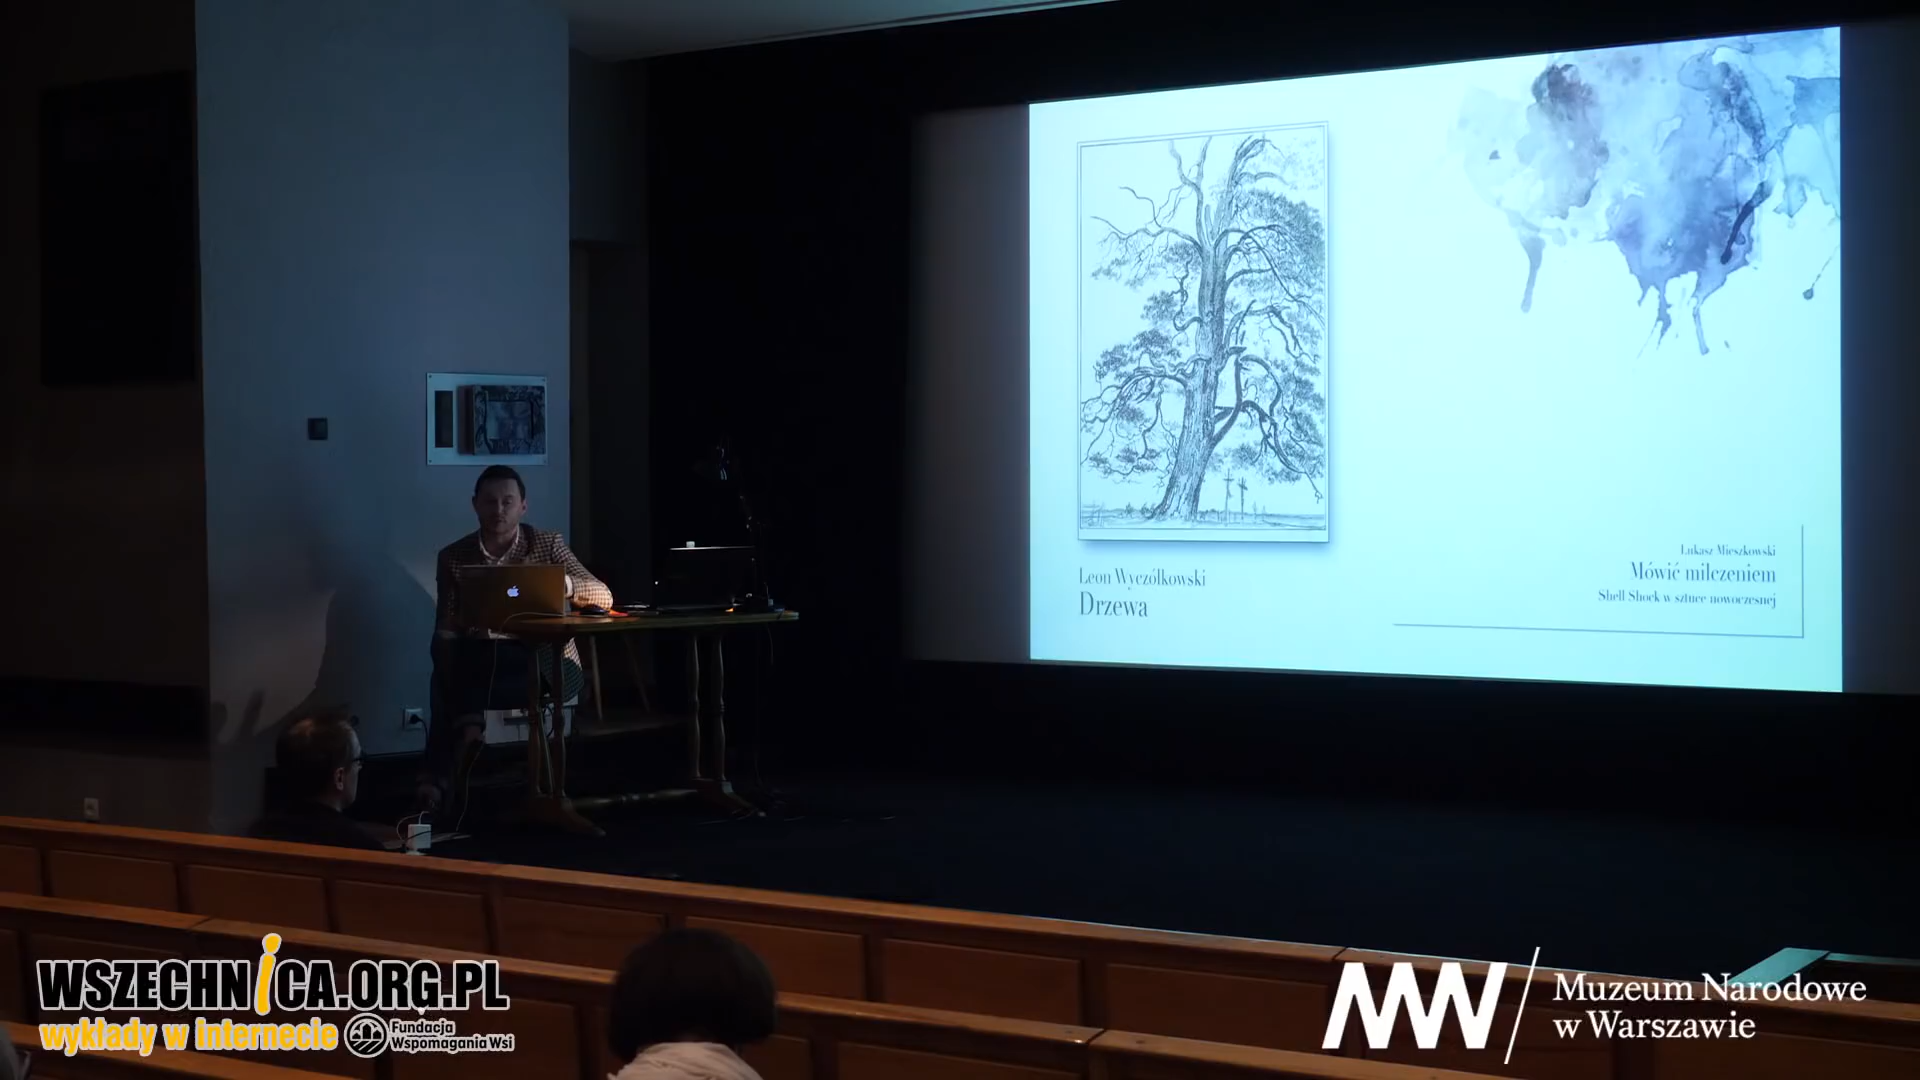 Leon Wyczółkowski
Drzewa
Łukasz Mieszkowski
Mówić milczeniem
Shell Shock w sztuce nowoczesnej
WSZECHNICA.ORG.PL
wykłady w internecie
Fundacja
Wspomagania Wsi
Muzeum Narodowe
w Warszawie